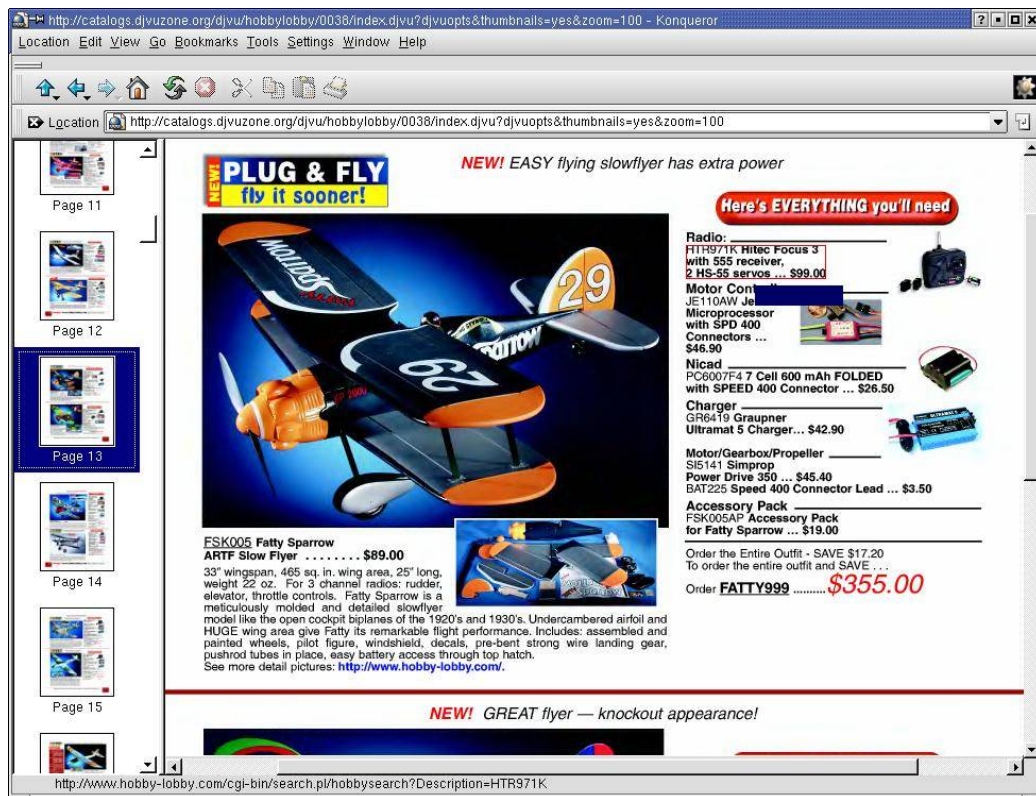 http://catalogs.djvuzone.org/djvu/hobbylobby/0038/index.djvu?djvuopts&thumbnails=yes&zoom=100 - Konqueror
Location Edit View Go Bookmarks Tools Settings Window Help
Location http://catalogs.djvuzone.org/djvu/hobbylobby/0038/index.djvu?djvuopts&thumbnails=yes&zoom=100
Page 11
Page 12
Page 13
Page 14
Page 15
NEW! PLUG & FLY
fly it sooner!
NEW! EASY flying slowflyer has extra power
Sparrow
29
29
Sparrow
SP 2000
FSK005 Fatty Sparrow
ARTF Slow Flyer . . . . . . . . $89.00
33" wingspan, 465 sq. in. wing area, 25" long,
weight 22 oz. For 3 channel radios: rudder,
elevator, throttle controls. Fatty Sparrow is a
meticulously molded and detailed slowflyer
model like the open cockpit biplanes of the 1920's and 1930's. Undercambered airfoil and
HUGE wing area give Fatty its remarkable flight performance. Includes: assembled and
painted wheels, pilot figure, windshield, decals, pre-bent strong wire landing gear,
pushrod tubes in place, easy battery access through top hatch.
See more detail pictures: http://www.hobby-lobby.com/.
Here's EVERYTHING you'll need
Radio:
HTR971K Hitec Focus 3
with 555 receiver,
2 HS-55 servos ... $99.00
Motor
JE110AW
Microprocessor
with SPD 400
Connectors ...
$46.90
Nicad
PC6007F4 7 Cell 600 mAh FOLDED
with SPEED 400 Connector ... $26.50
Charger
GR6419 Graupner
Ultramat 5 Charger... $42.90
Motor/Gearbox/Propeller
SI5141 Simprop
Power Drive 350 ... $45.40
BAT225 Speed 400 Connector Lead ... $3.50
Accessory Pack
FSK005AP Accessory Pack
for Fatty Sparrow ... $19.00
Order the Entire Outfit - SAVE $17.20
To order the entire outfit and SAVE . . .
Order FATTY999 .......... $355.00
NEW! GREAT flyer — knockout appearance!
http://www.hobby-lobby.com/cgi-bin/search.pl/hobbysearch?Description=HTR971K